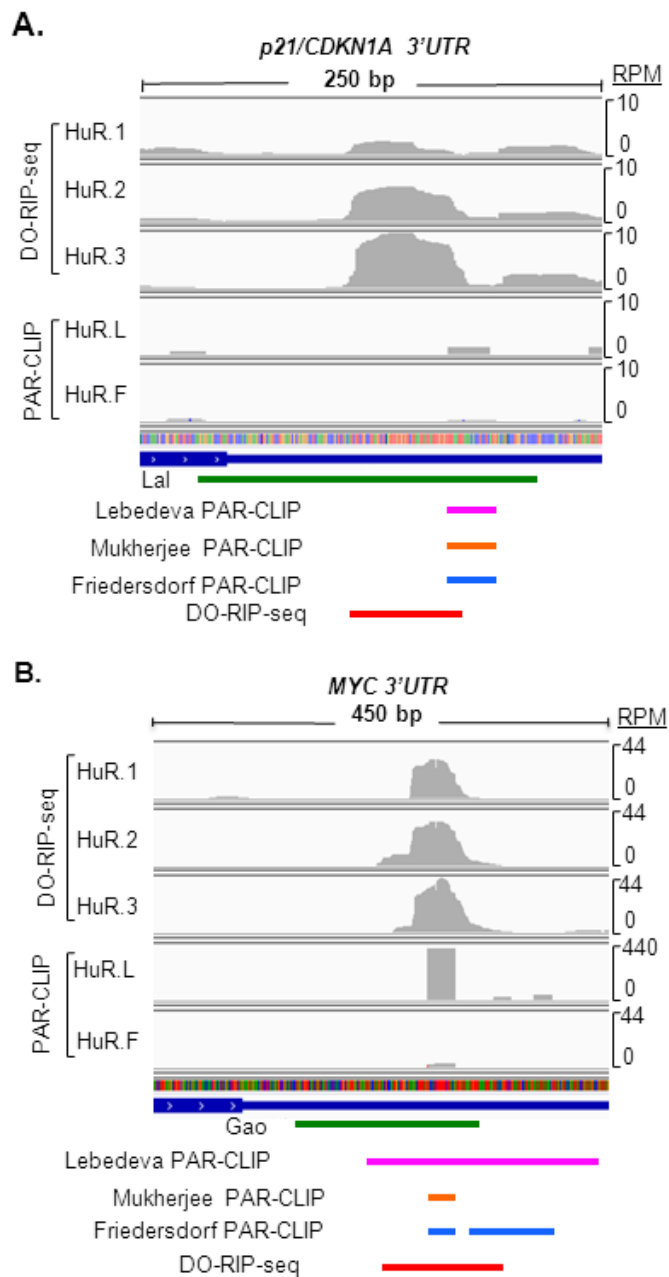 A.
p21/CDKN1A 3'UTR
250 bp
RPM
DO-RIP-seq
HuR.1
10
0
HuR.2
10
0
HuR.3
10
0
PAR-CLIP
HuR.L
10
0
HuR.F
10
0
Lal
Lebedeva PAR-CLIP
Mukherjee PAR-CLIP
Friedersdorf PAR-CLIP
DO-RIP-seq
B.
MYC 3'UTR
450 bp
RPM
DO-RIP-seq
HuR.1
44
0
HuR.2
44
0
HuR.3
44
0
PAR-CLIP
HuR.L
440
0
HuR.F
44
0
Gao
Lebedeva PAR-CLIP
Mukherjee PAR-CLIP
Friedersdorf PAR-CLIP
DO-RIP-seq